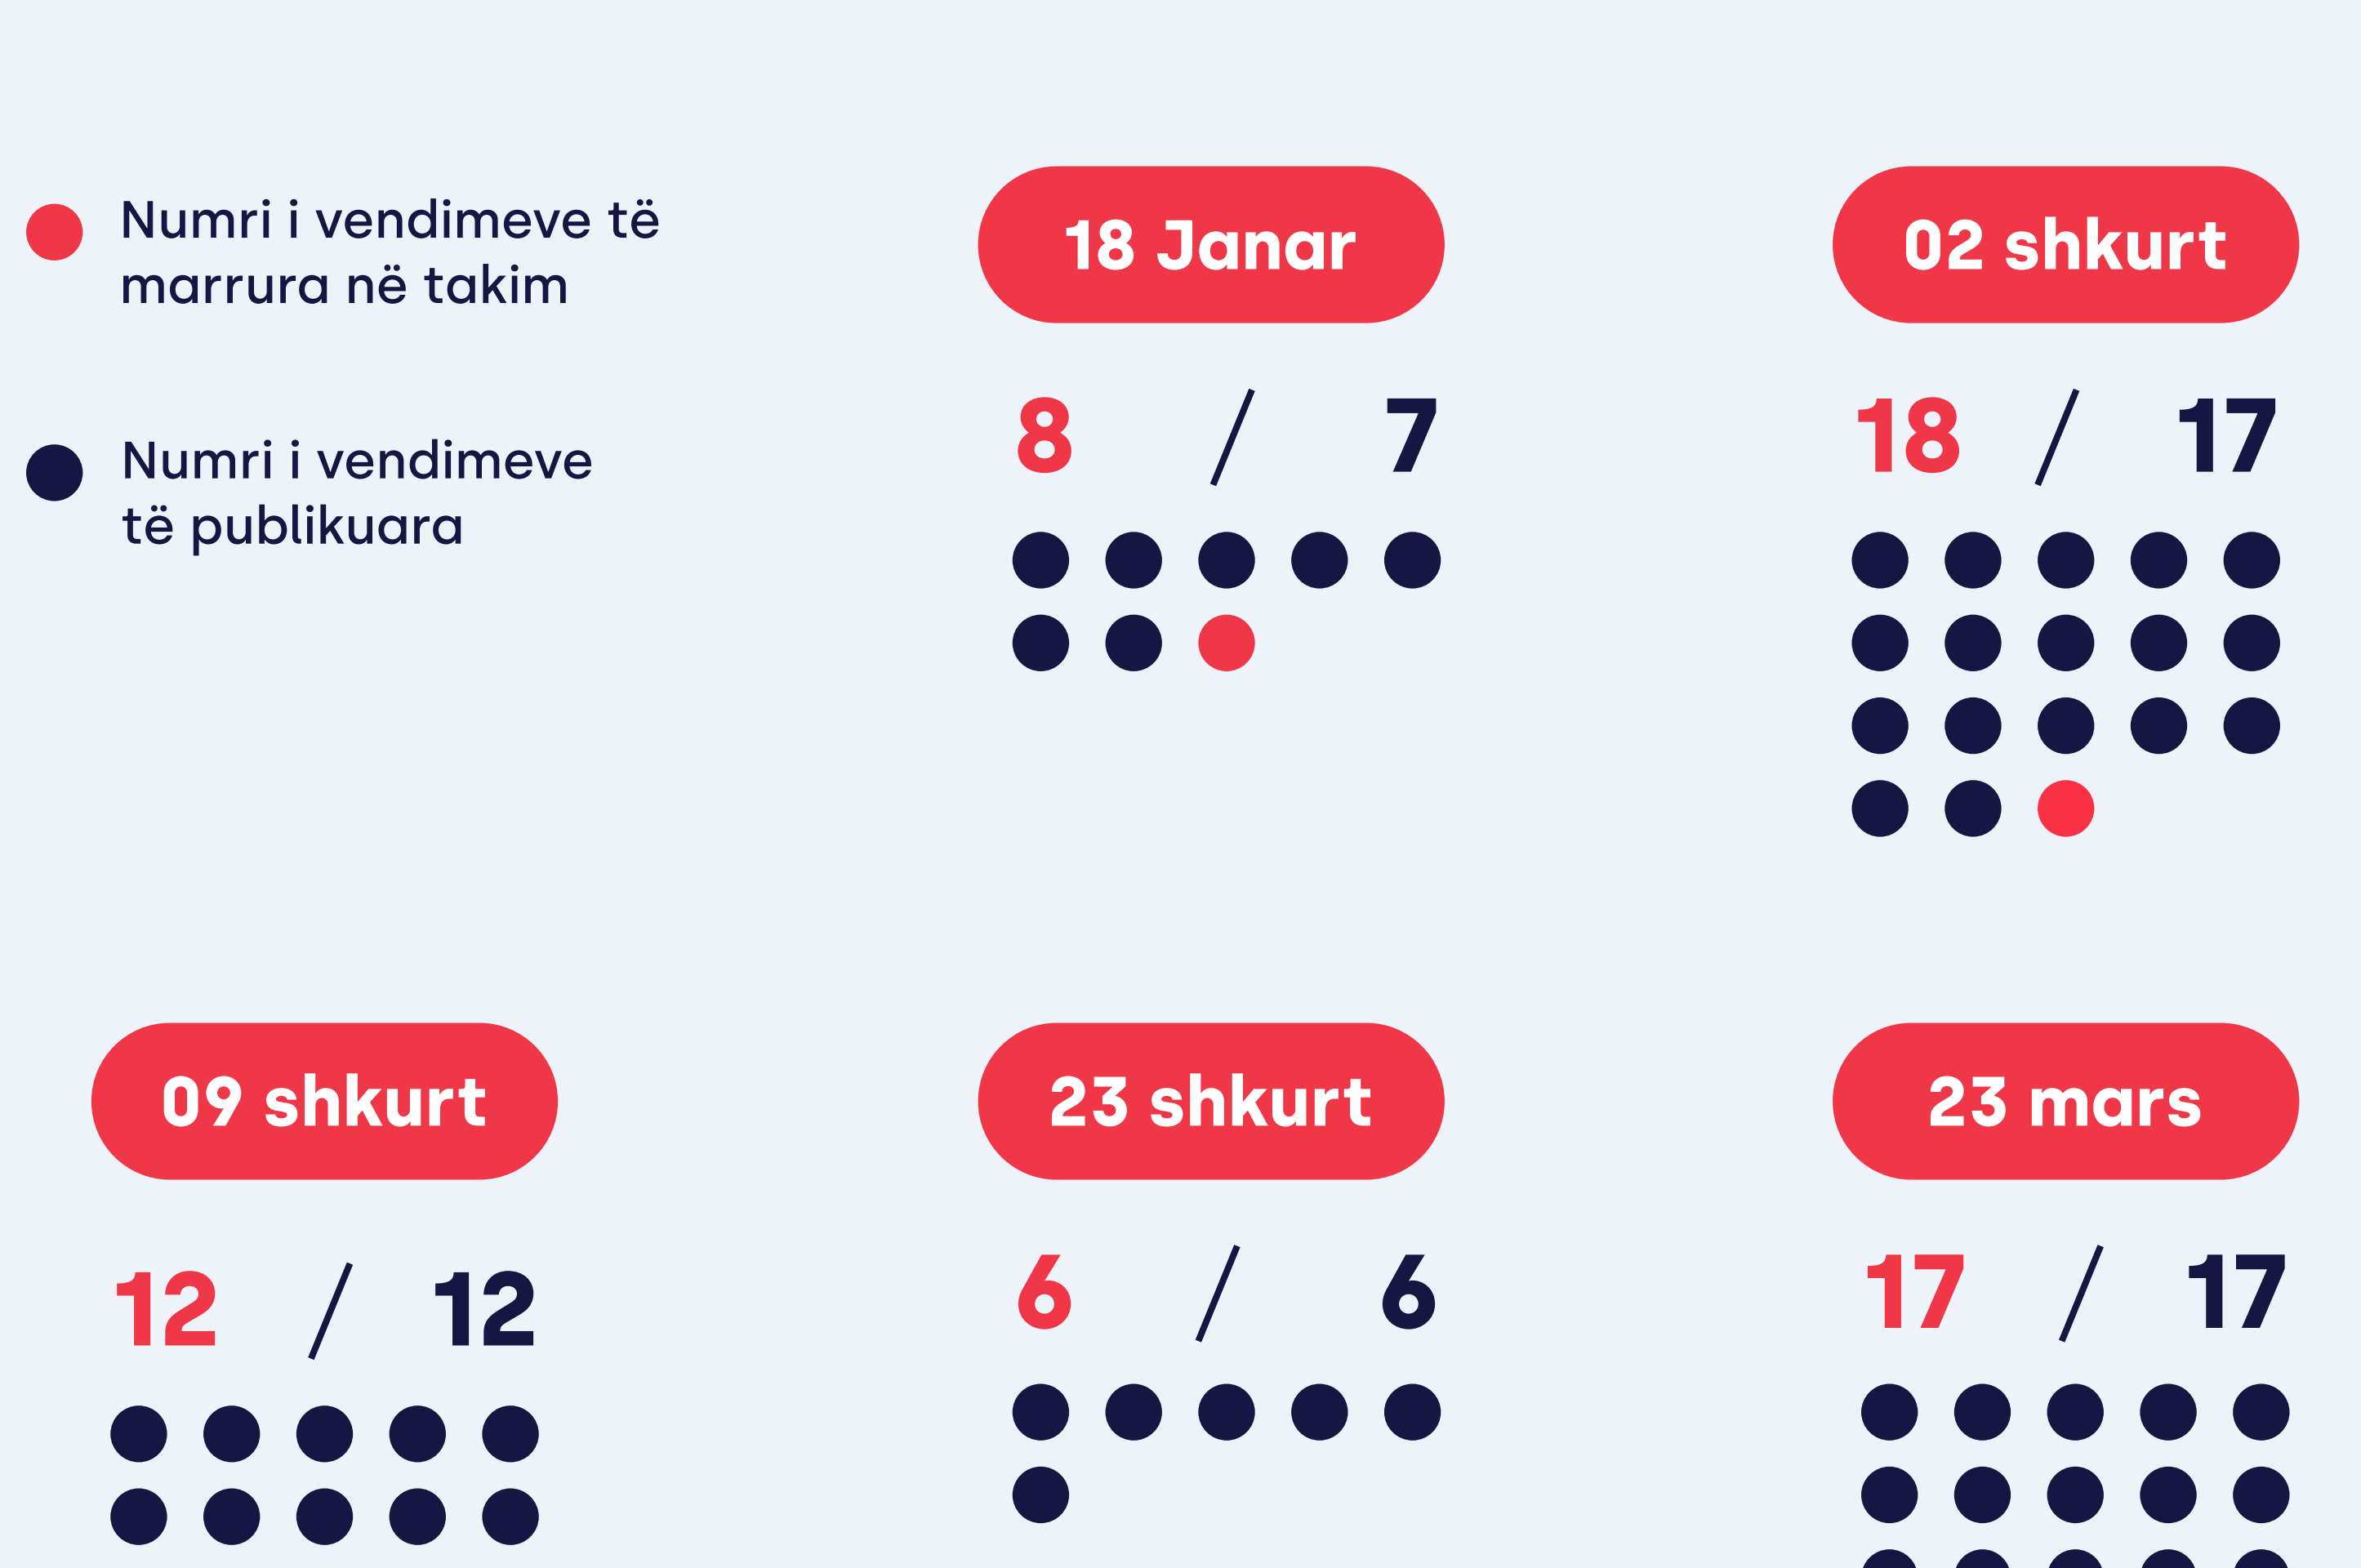 Numri i vendimeve të
marrura në takim
Numri i vendimeve
të publikuara
18 Janar
8 / 7
02 shkurt
18 / 17
09 shkurt
12 / 12
23 shkurt
6 / 6
23 mars
17 / 17